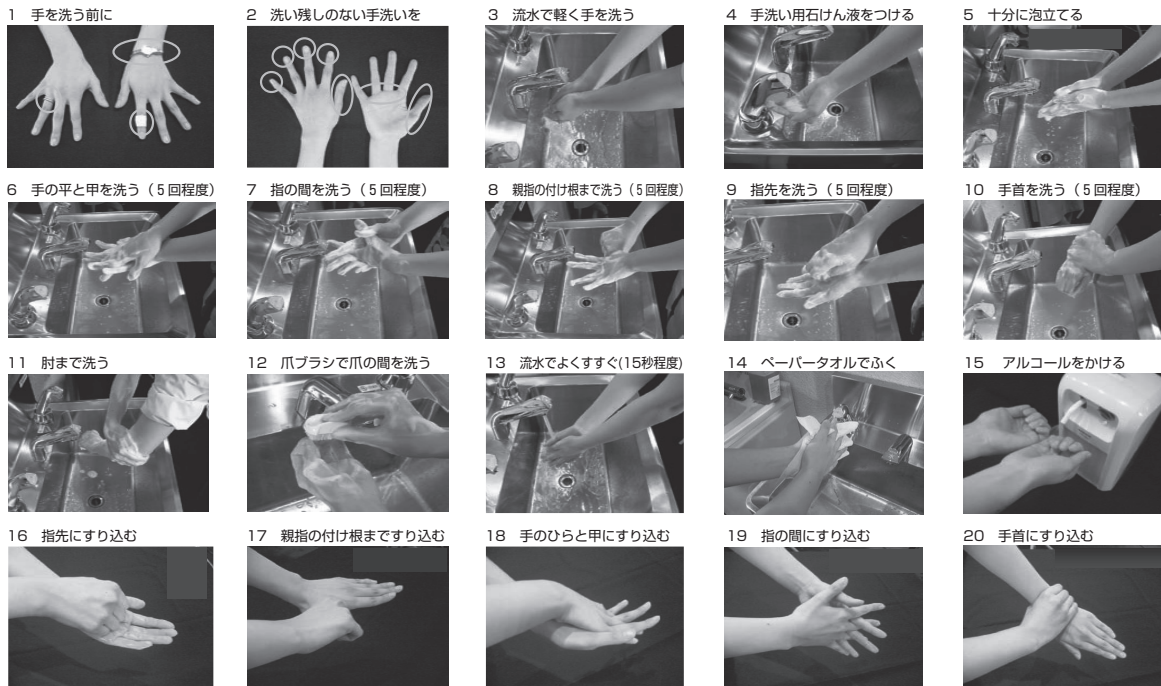 1 手を洗う前に
2 洗い残しのない手洗いを
3 流水で軽く手を洗う
4 手洗い用石けん液をつける
5 十分に泡立てる
6 手の平と甲を洗う（5回程度）
7 指の間を洗う（5回程度）
8 親指の付け根まで洗う（5回程度）
9 指先を洗う（5回程度）
10 手首を洗う（5回程度）
11 肘まで洗う
12 爪ブラシで爪の間を洗う
13 流水でよくすすぐ(15秒程度)
14 ペーパータオルでふく
15 アルコールをかける
16 指先にすり込む
17 親指の付け根まですり込む
18 手のひらと甲にすり込む
19 指の間にすり込む
20 手首にすり込む